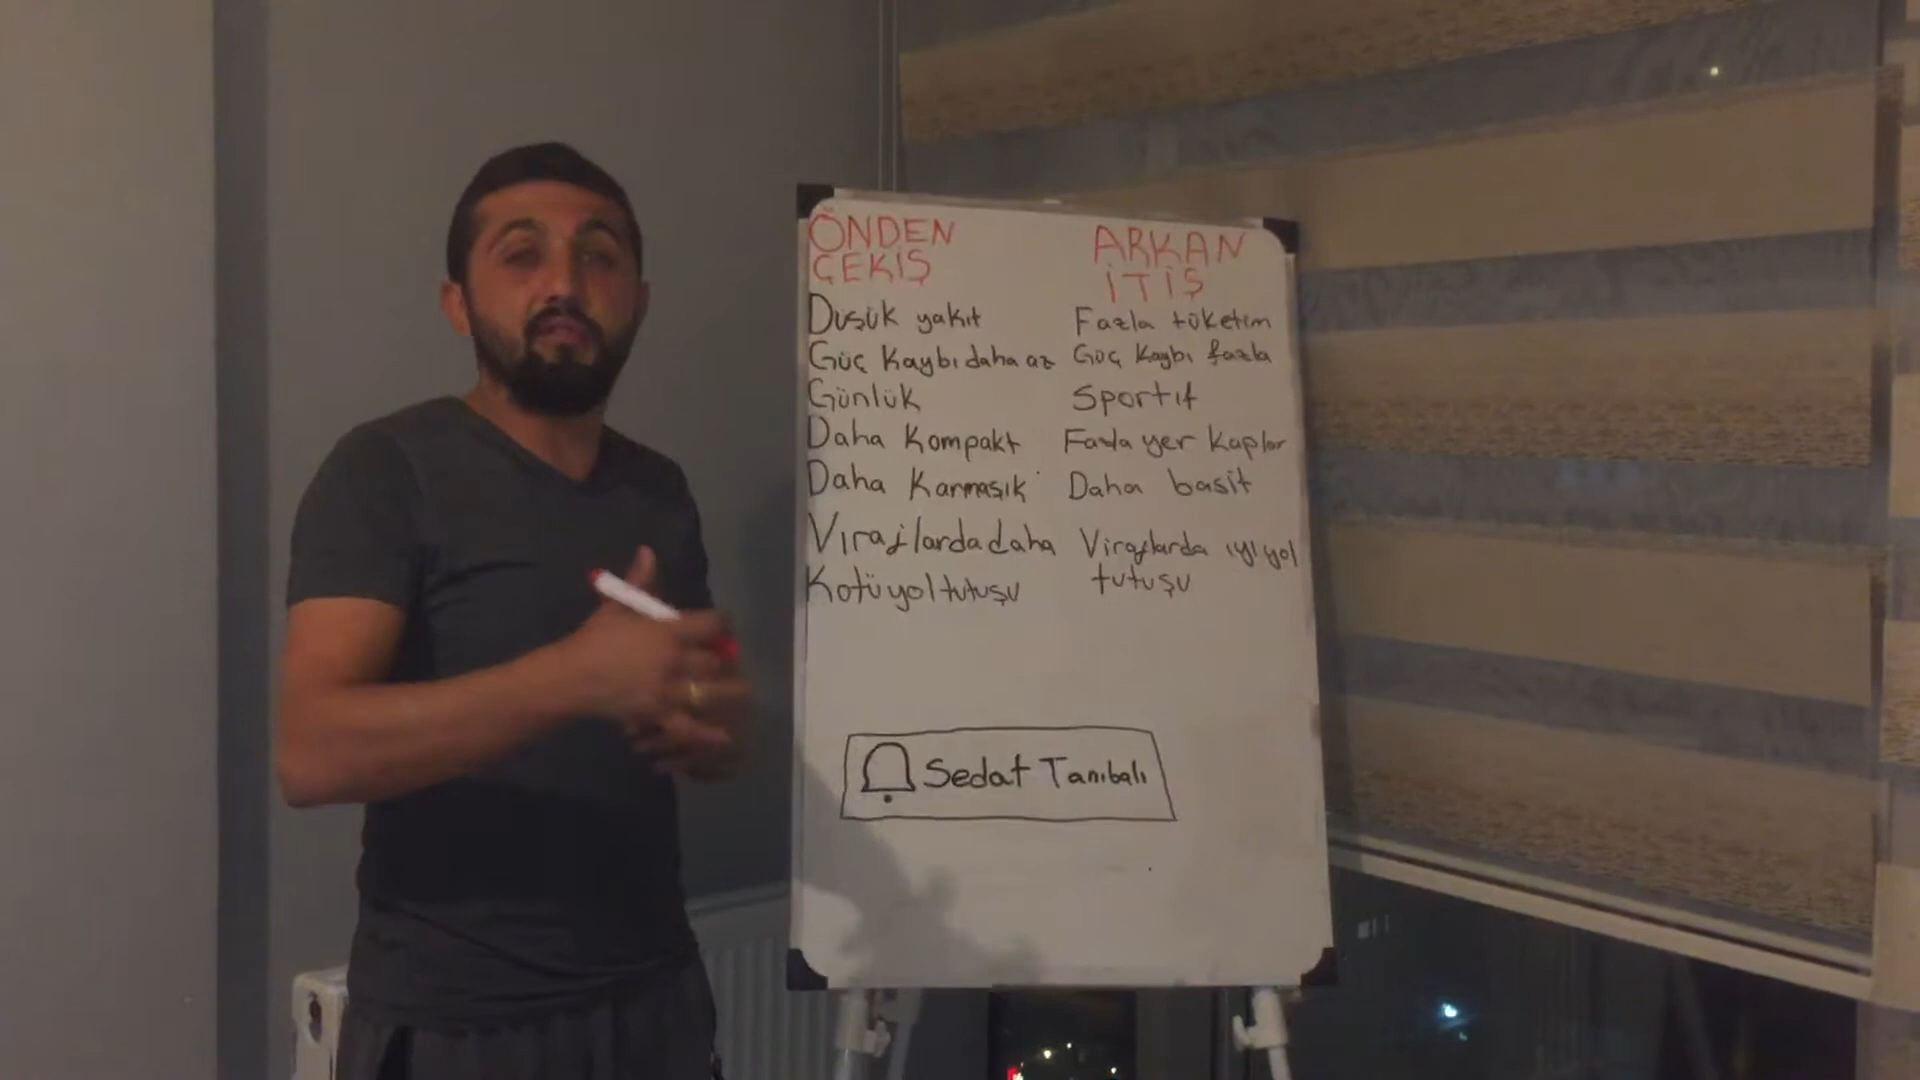 ÖNDEN
ÇEKİŞ
Düşük yakıt
Güç Kaybı daha az
Günlük
Daha Kompakt
Daha Karmaşık
Virajlarda daha
Kötü yol tutuşu
ARKAN
İTİŞ
Fazla tüketim
Güç Kaybı fazla
Sportif
Fazla yer Kaplar
Daha basit
Virajlarda iyi yol
tutuşu
Sedat Tanıbalı